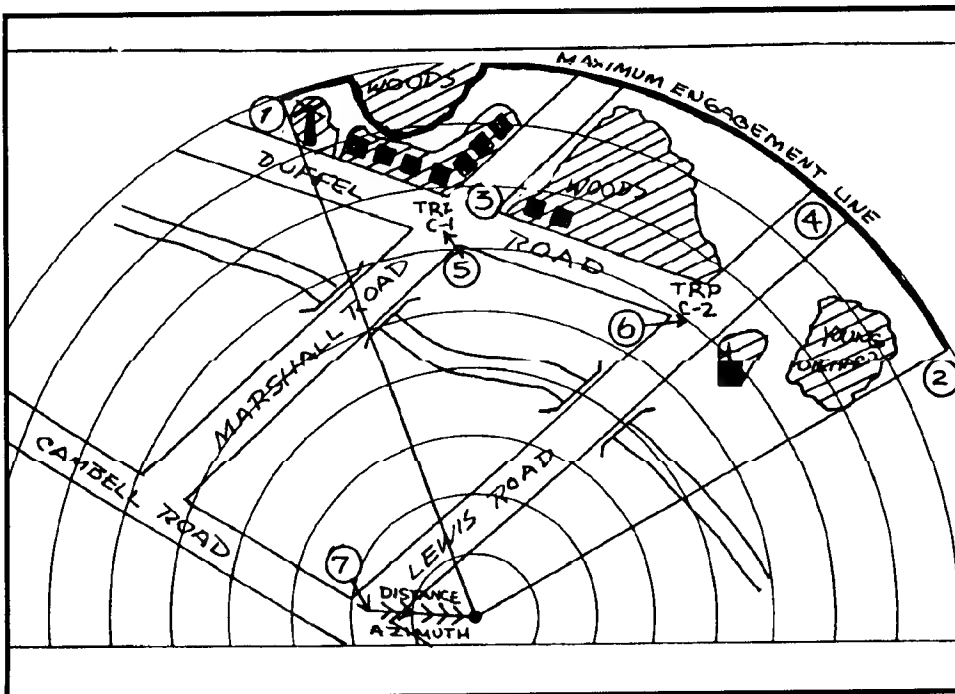 MAXIMUM ENGAGEMENT LINE
WOODS
1
DUFFEL
ROAD
3
WOODS
4
TRP
C-1
5
TRP
C-2
6
YOUNG
2
MARSHALL ROAD
CAMBELL ROAD
LEWIS ROAD
7
DISTANCE
AZIMUTH